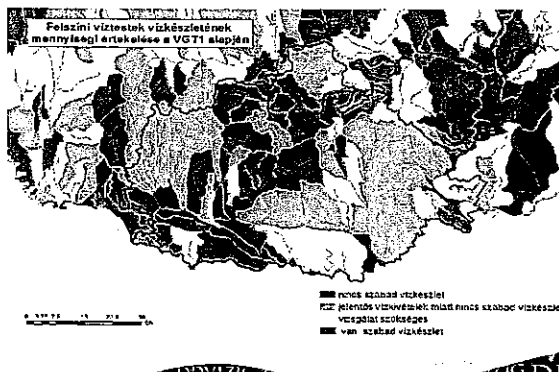 Felszíni víztestek vízkészletének
mennyiségi értékelése a VGT1 alapján
N
nincs szabad vízkészlet
jelentős vízkivételek miatt nincs szabad vízkészle
vizsgálat szükséges
van szabad vízkészlet